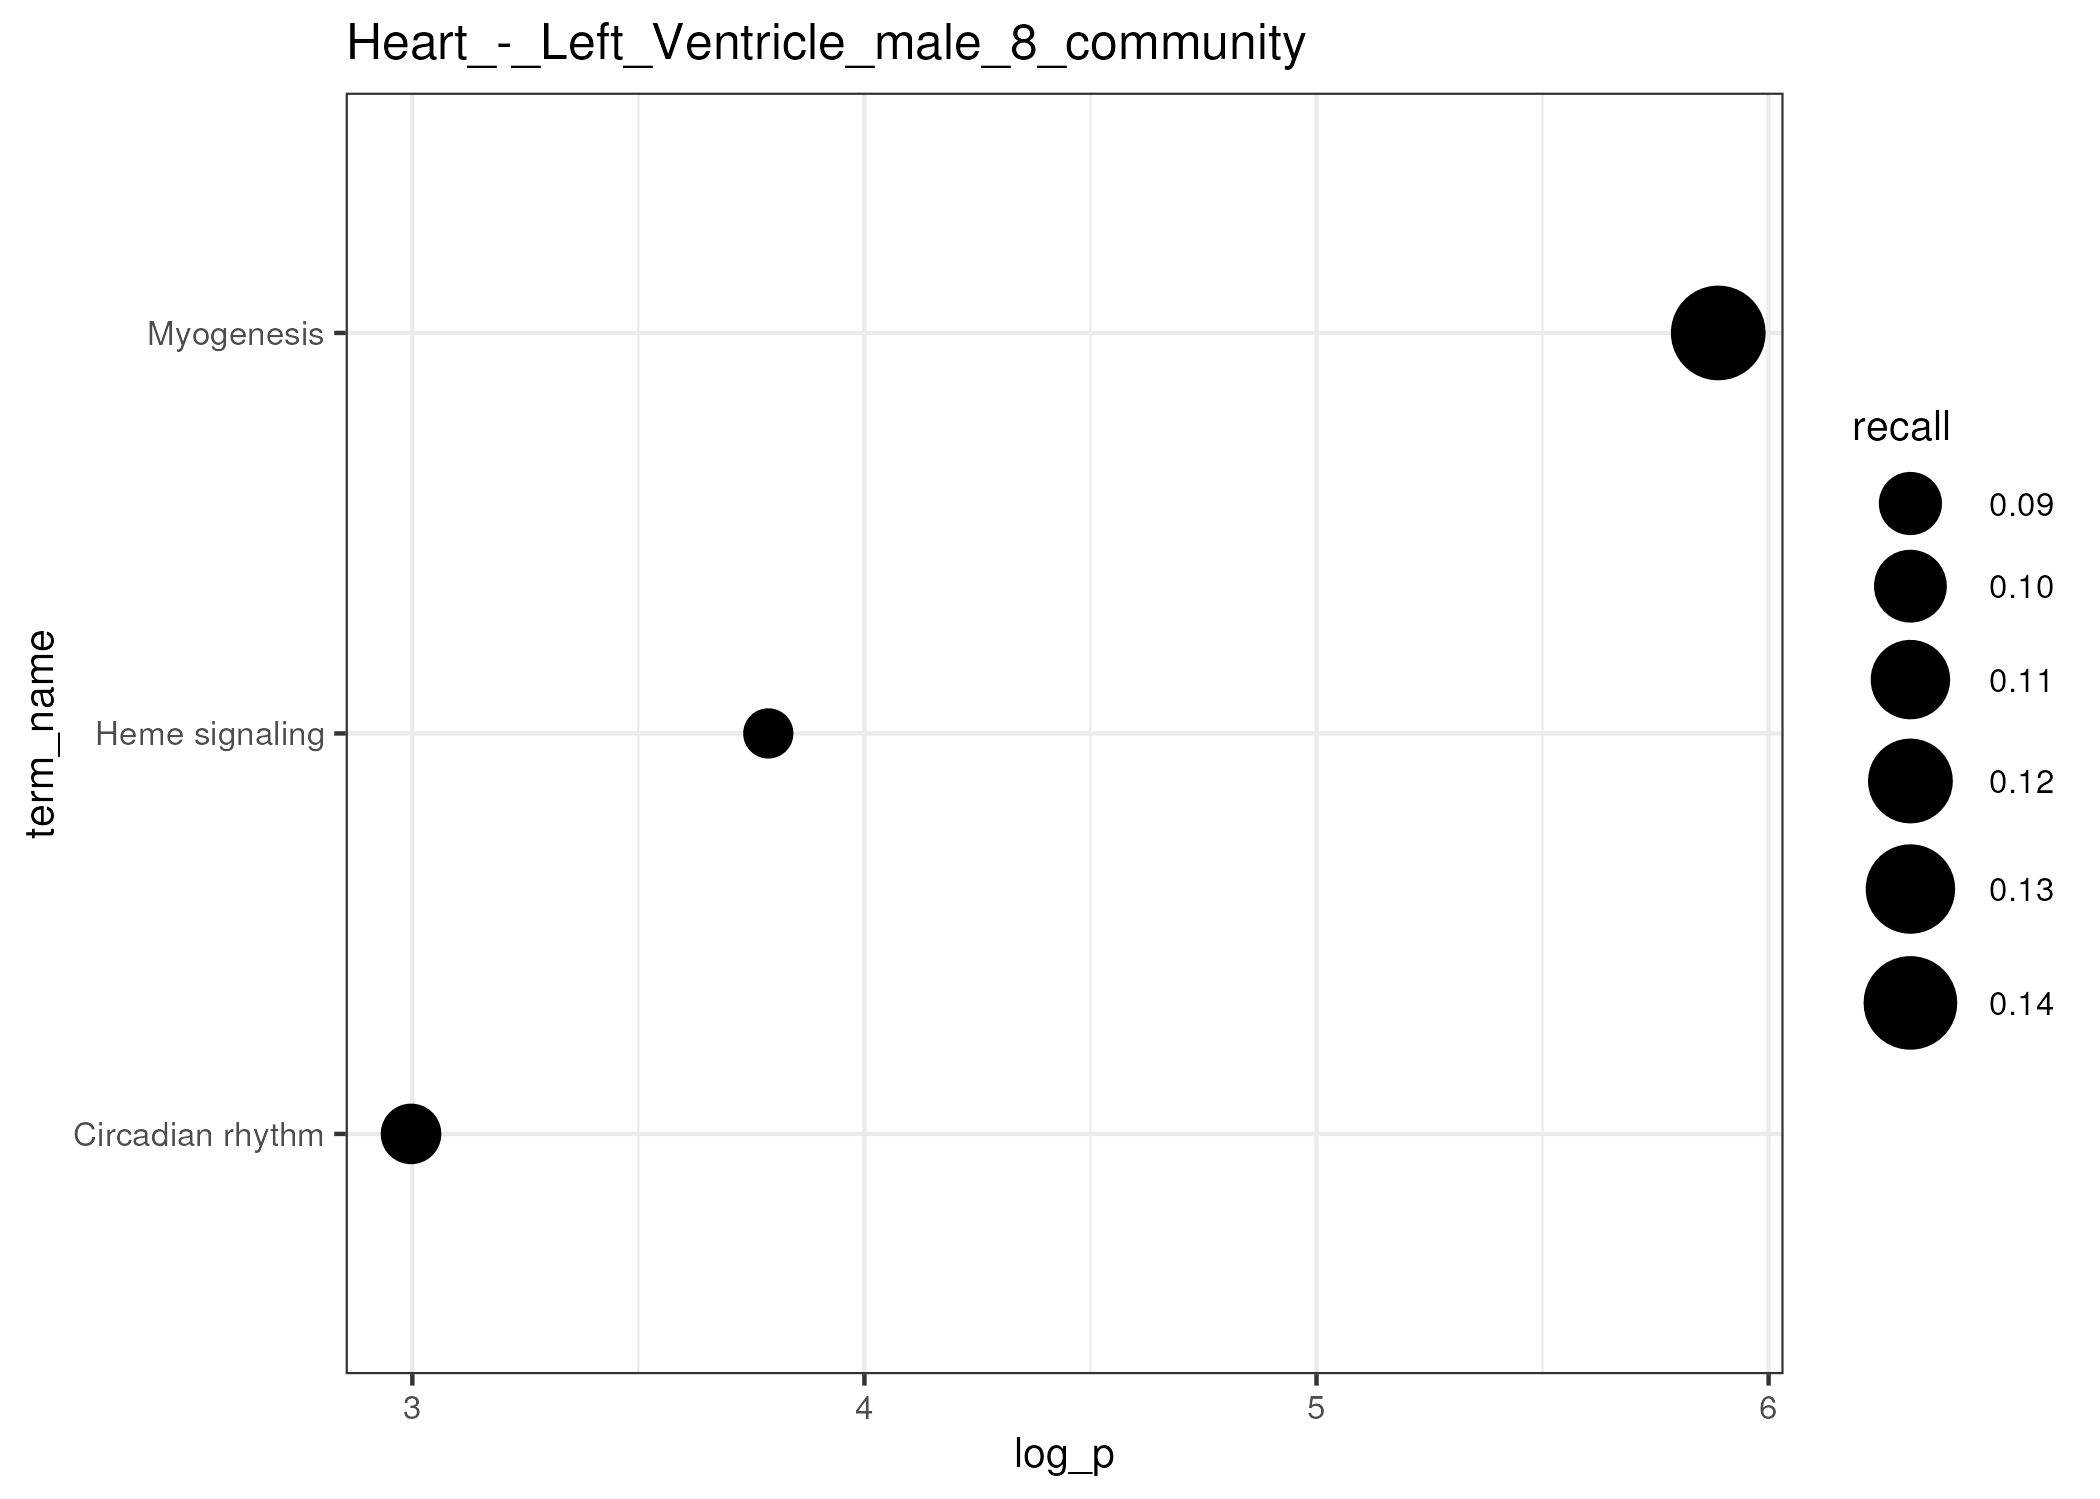 Heart_-_Left_Ventricle_male_8_community
term_name
Myogenesis
Heme signaling
Circadian rhythm
3
4
5
6
log_p
recall
0.09
0.10
0.11
0.12
0.13
0.14